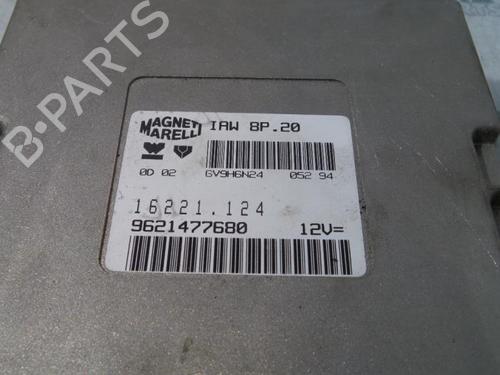 MAGNETI
MARELLI
IAW 8P.20
0D 02 GV9H6N24 052 94
16221.124
9621477680 12V=
B-PARTS